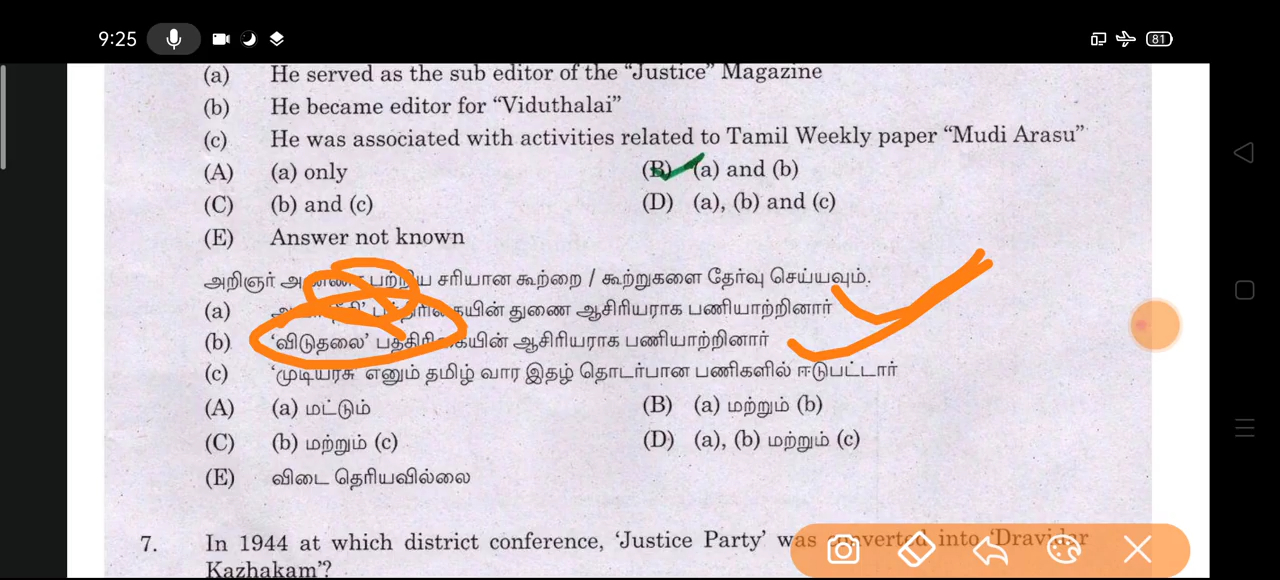 9:25
81
(a) He served as the sub editor of the “Justice” Magazine
(b) He became editor for “Viduthalai”
(c) He was associated with activities related to Tamil Weekly paper “Mudi Arasu”
(A) (a) only (B) (a) and (b)
(C) (b) and (c) (D) (a), (b) and (c)
(E) Answer not known
அறிஞர் சரியான கூற்றை / கூற்றுகளை தேர்வு செய்யவும்.
(a) துணை ஆசிரியராக பணியாற்றினார்
(b) ‘விடுதலை’ பத்திரிகையின் ஆசிரியராக பணியாற்றினார்
(c) ‘முடியரசு’ எனும் தமிழ் வார இதழ் தொடர்பான பணிகளில் ஈடுபட்டார்
(A) (a) மட்டும் (B) (a) மற்றும் (b)
(C) (b) மற்றும் (c) (D) (a), (b) மற்றும் (c)
(E) விடை தெரியவில்லை
7. In 1944 at which district conference, ‘Justice Party’ was converted into ‘Dravidar
Kazhakam’?